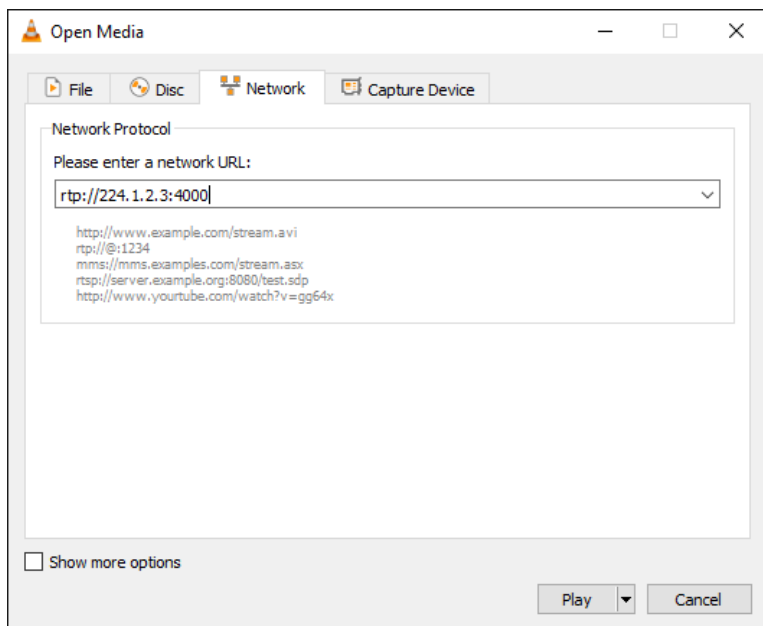 Open Media
File Disc Network Capture Device
Network Protocol
Please enter a network URL:
rtp://224.1.2.3:4000
http://www.example.com/stream.avi
rtp://@:1234
mms://mms.examples.com/stream.asx
rtsp://server.example.org:8080/test.sdp
http://www.yourtube.com/watch?v=gg64x
Show more options
Play Cancel